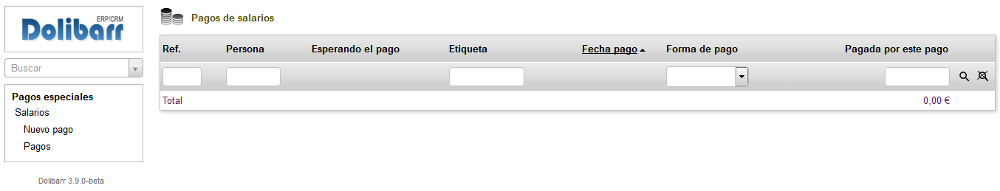 ERP/CRM
Dolibarr
Buscar
Pagos especiales
Salarios
Nuevo pago
Pagos
Dolibarr 3.9.0-beta
Pagos de salarios
Ref. Persona Esperando el pago Etiqueta Fecha pago Forma de pago Pagada por este pago
Total 0,00 €